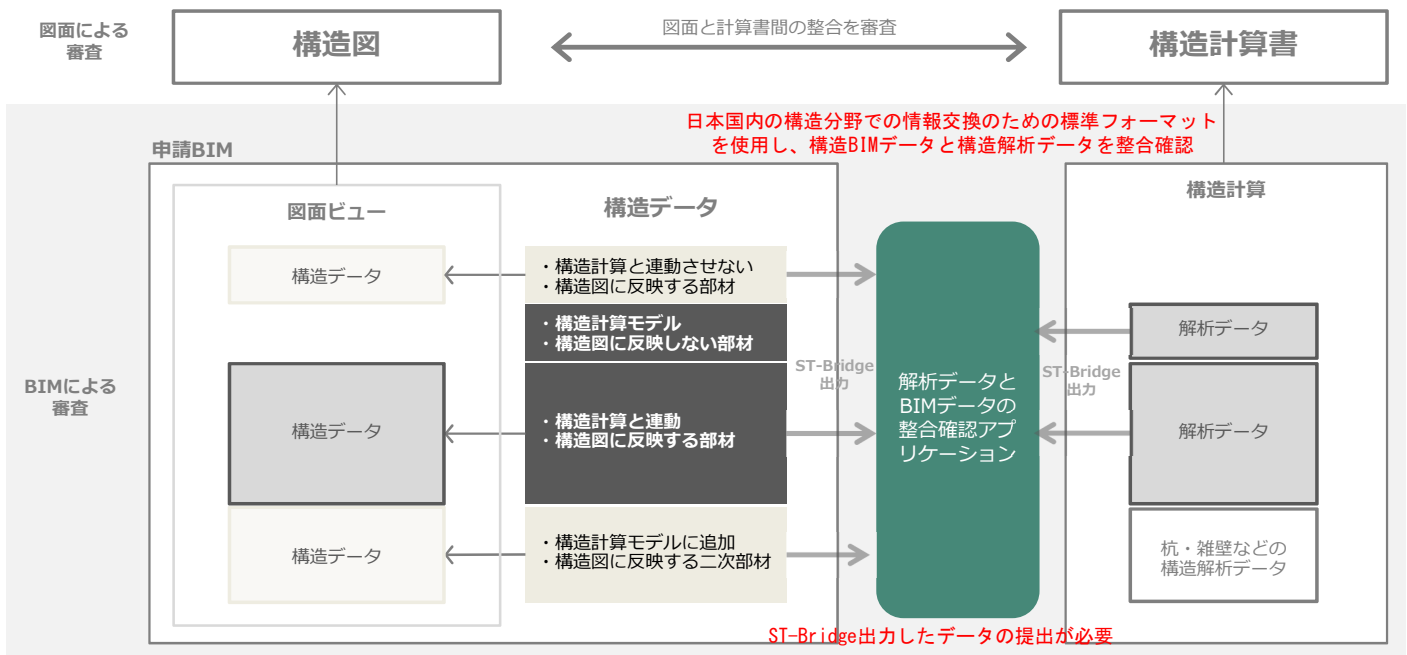 図面による
審査
構造図
図面と計算書間の整合を審査
構造計算書
日本国内の構造分野での情報交換のための標準フォーマット
を使用し、構造BIMデータと構造解析データを整合確認
申請BIM
図面ビュー
構造データ
構造計算
構造データ
・構造計算と連動させない
・構造図に反映する部材
・構造計算モデル
・構造図に反映しない部材
解析データ
BIMによる
審査
構造データ
・構造計算と連動
・構造図に反映する部材
ST-Bridge
出力
解析データと
BIMデータの
整合確認アプ
リケーション
ST-Bridge
出力
解析データ
構造データ
・構造計算モデルに追加
・構造図に反映する二次部材
杭・雑壁などの
構造解析データ
ST-Bridge出力したデータの提出が必要